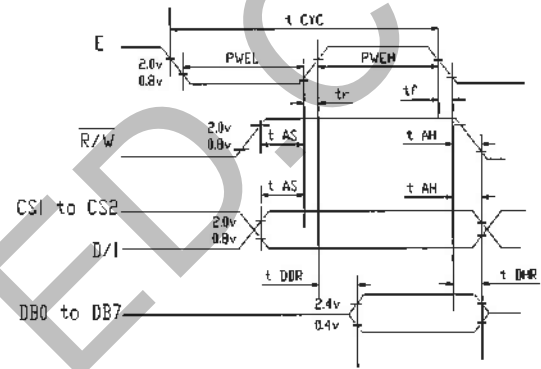 t CYC
E
2.0v
0.8v
PWEL
PWEH
tr
tf
R/W
2.0v
0.8v
t AS
t AH
t AS
t AH
CS1 to CS2
2.0v
0.8v
D/I
t DDR
t DHR
DB0 to DB7
2.4v
0.4v
ED.C